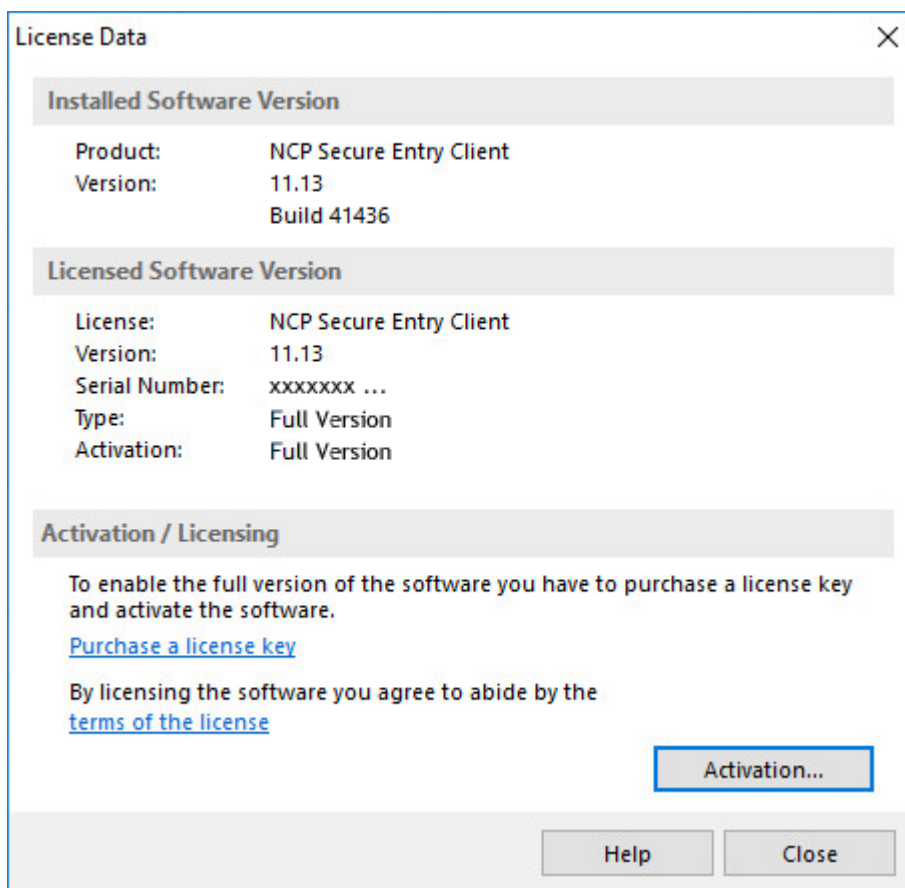 License Data
Installed Software Version
Product: NCP Secure Entry Client
Version: 11.13
Build 41436
Licensed Software Version
License: NCP Secure Entry Client
Version: 11.13
Serial Number: xxxxxxx ...
Type: Full Version
Activation: Full Version
Activation / Licensing
To enable the full version of the software you have to purchase a license key
and activate the software.
Purchase a license key
By licensing the software you agree to abide by the
terms of the license
Activation...
Help Close